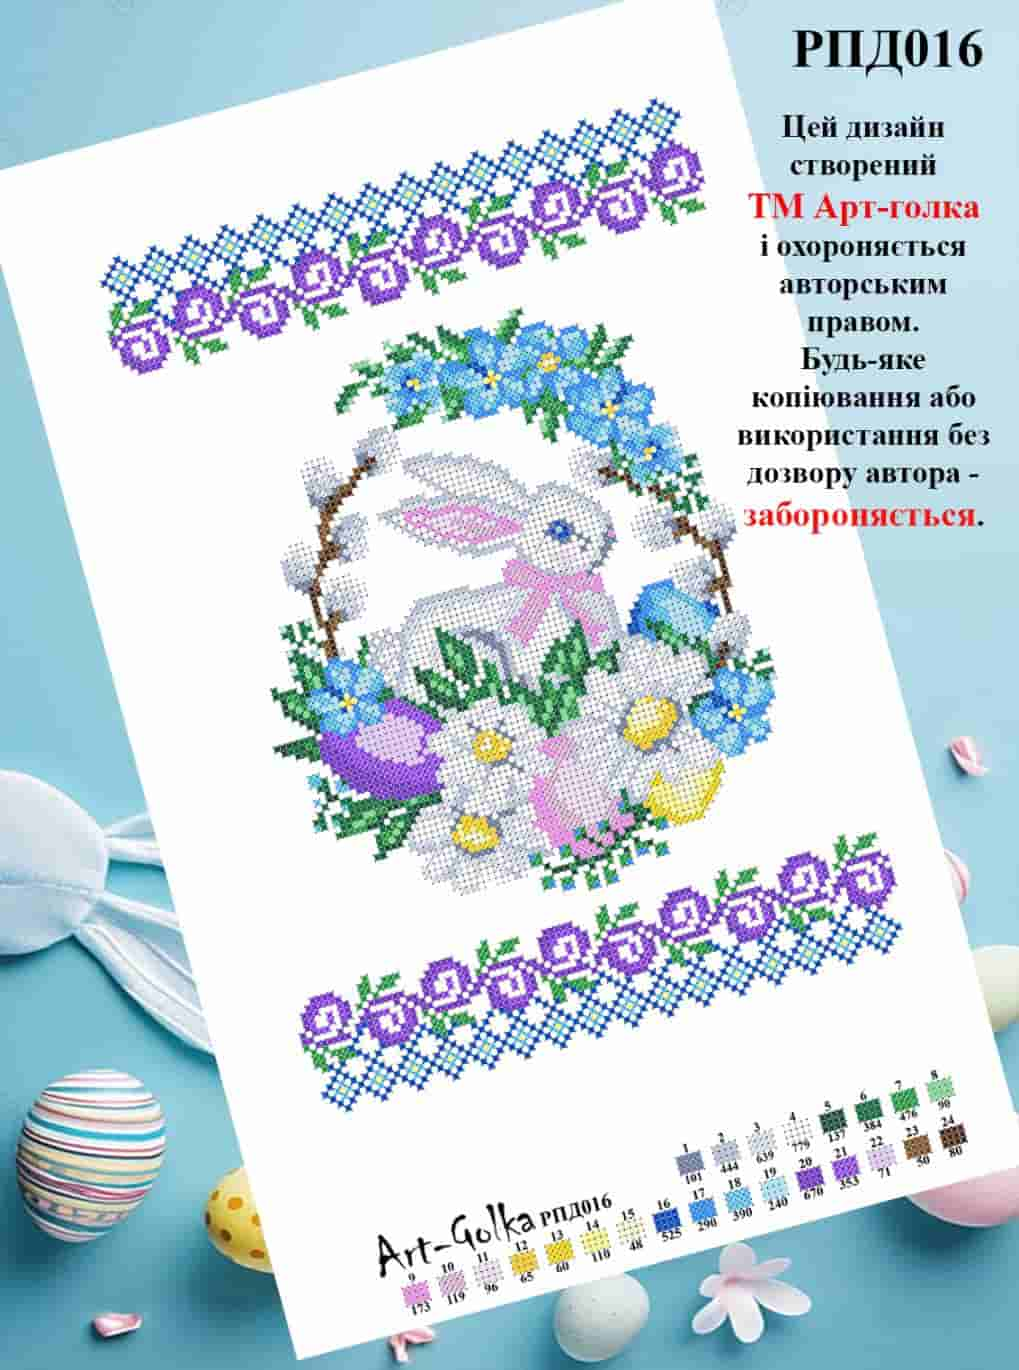 РПД016
Цей дизайн
створений
ТМ Арт-голка
і охороняється
авторським
правом.
Будь-яке
копіювання або
використання без
дозвору автора -
забороняється.
1 2 3 4 5 6 7 8
101 444 639 779 137 384 476 90
Art-Golka РПД016
9 10 11 12 13 14 15 16 17 18 19 20 21 22 23 24
173 119 96 65 60 110 48 525 290 390 240 670 353 71 50 80